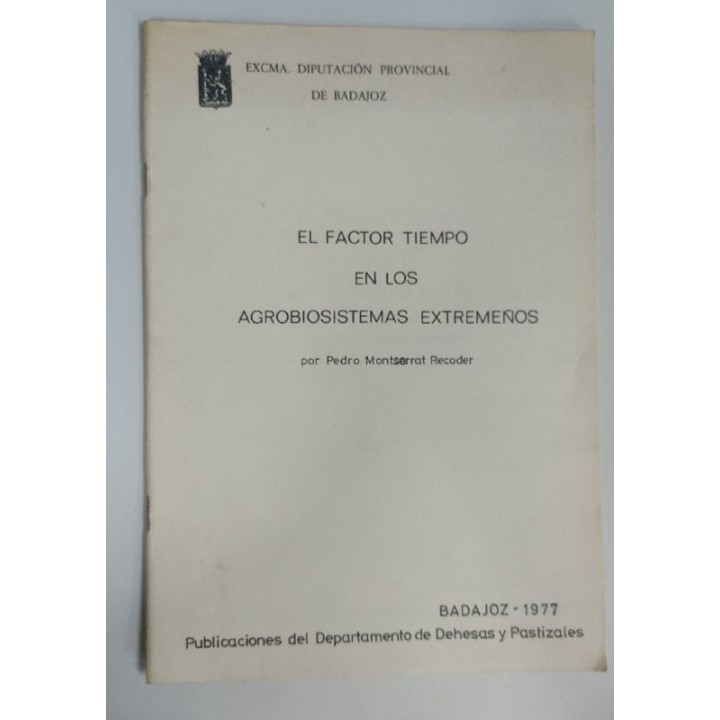 EXCMA. DIPUTACIÓN PROVINCIAL
DE BADAJOZ
EL FACTOR TIEMPO
EN LOS
AGROBIOSISTEMAS EXTREMEÑOS
por Pedro Montserrat Recoder
BADAJOZ - 1977
Publicaciones del Departamento de Dehesas y Pastizales